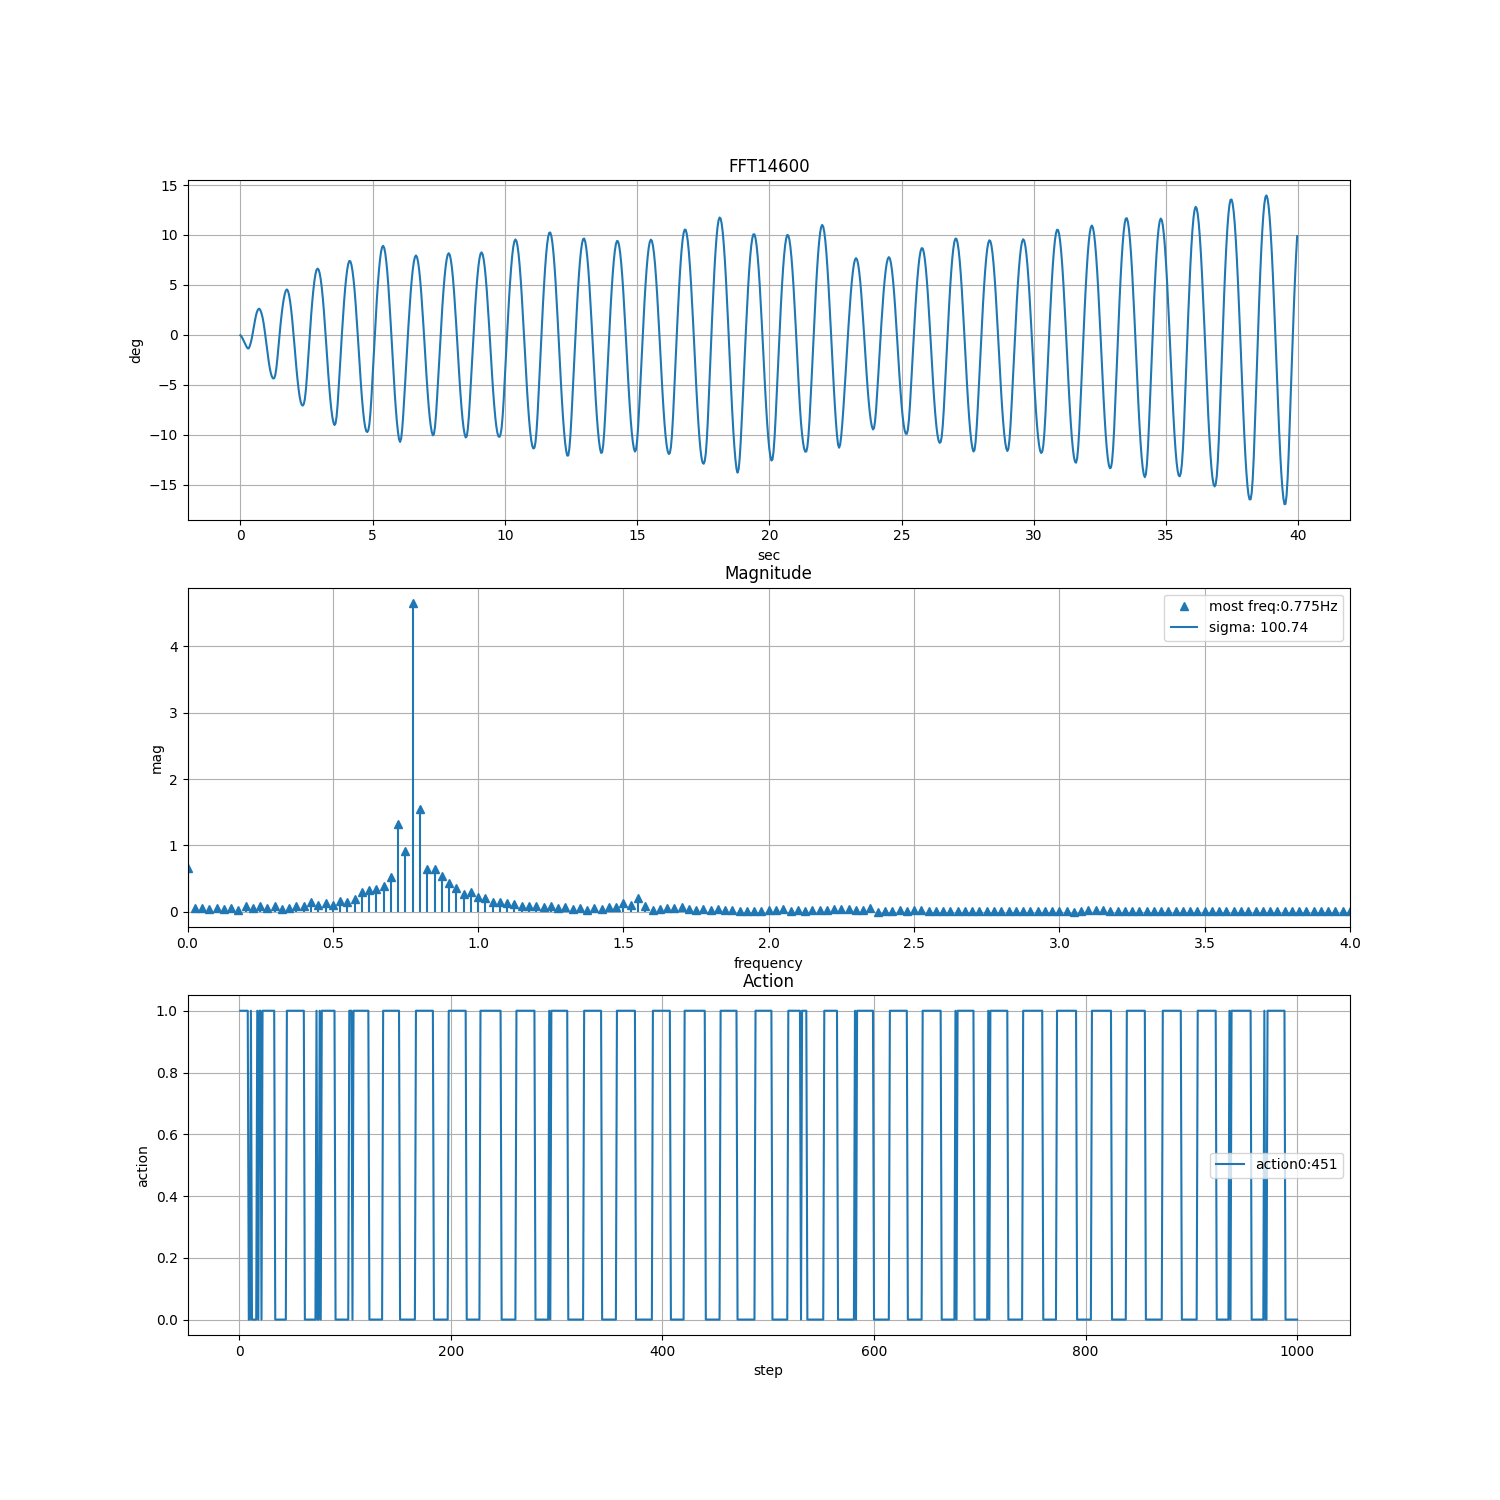 FFT14600
15
10
5
0
−5
−10
−15
deg
0 5 10 15 20 25 30 35 40
sec
Magnitude
most freq:0.775Hz
sigma: 100.74
4
3
2
1
0
mag
0.0 0.5 1.0 1.5 2.0 2.5 3.0 3.5 4.0
frequency
Action
1.0
0.8
0.6
0.4
0.2
0.0
action
action0:451
0 200 400 600 800 1000
step